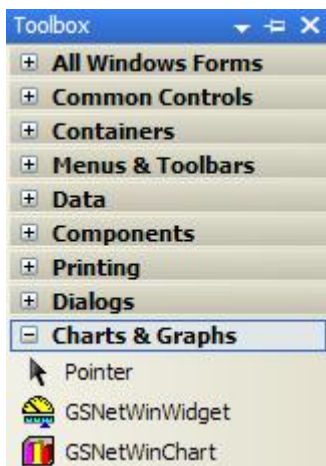 Toolbox
All Windows Forms
Common Controls
Containers
Menus & Toolbars
Data
Components
Printing
Dialogs
Charts & Graphs
Pointer
GSNetWinWidget
GSNetWinChart